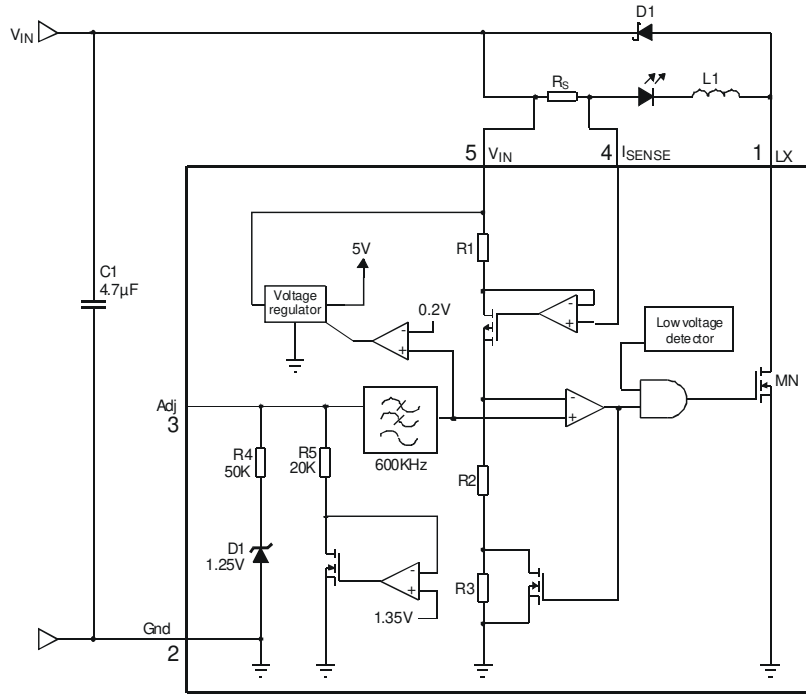 D1
VIN
RS
L1
5 VIN
4 ISENSE
1 LX
R1
5V
C1
4.7µF
Voltage
regulator
0.2V
Low voltage
detector
MN
Adj
3
600KHz
R4
50K
R5
20K
R2
D1
1.25V
R3
1.35V
Gnd
2